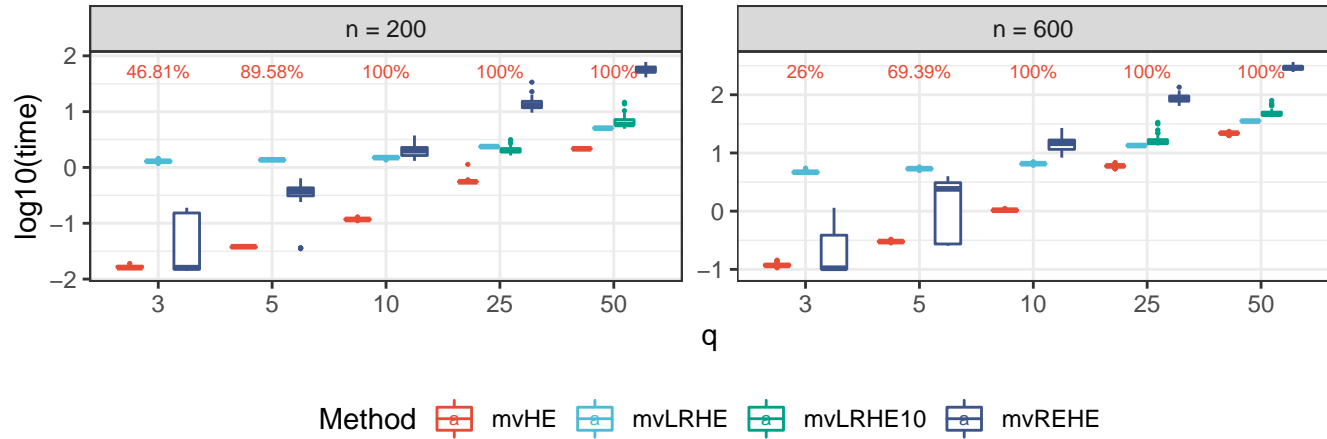 n = 200
n = 600
46.81% 89.58% 100% 100% 100%
26% 69.39% 100% 100% 100%
log10(time)
2
1
0
−1
−2
2
1
0
−1
3 5 10 25 50
3 5 10 25 50
q
Method a mvHE a mvLRHE a mvLRHE10 a mvREHE